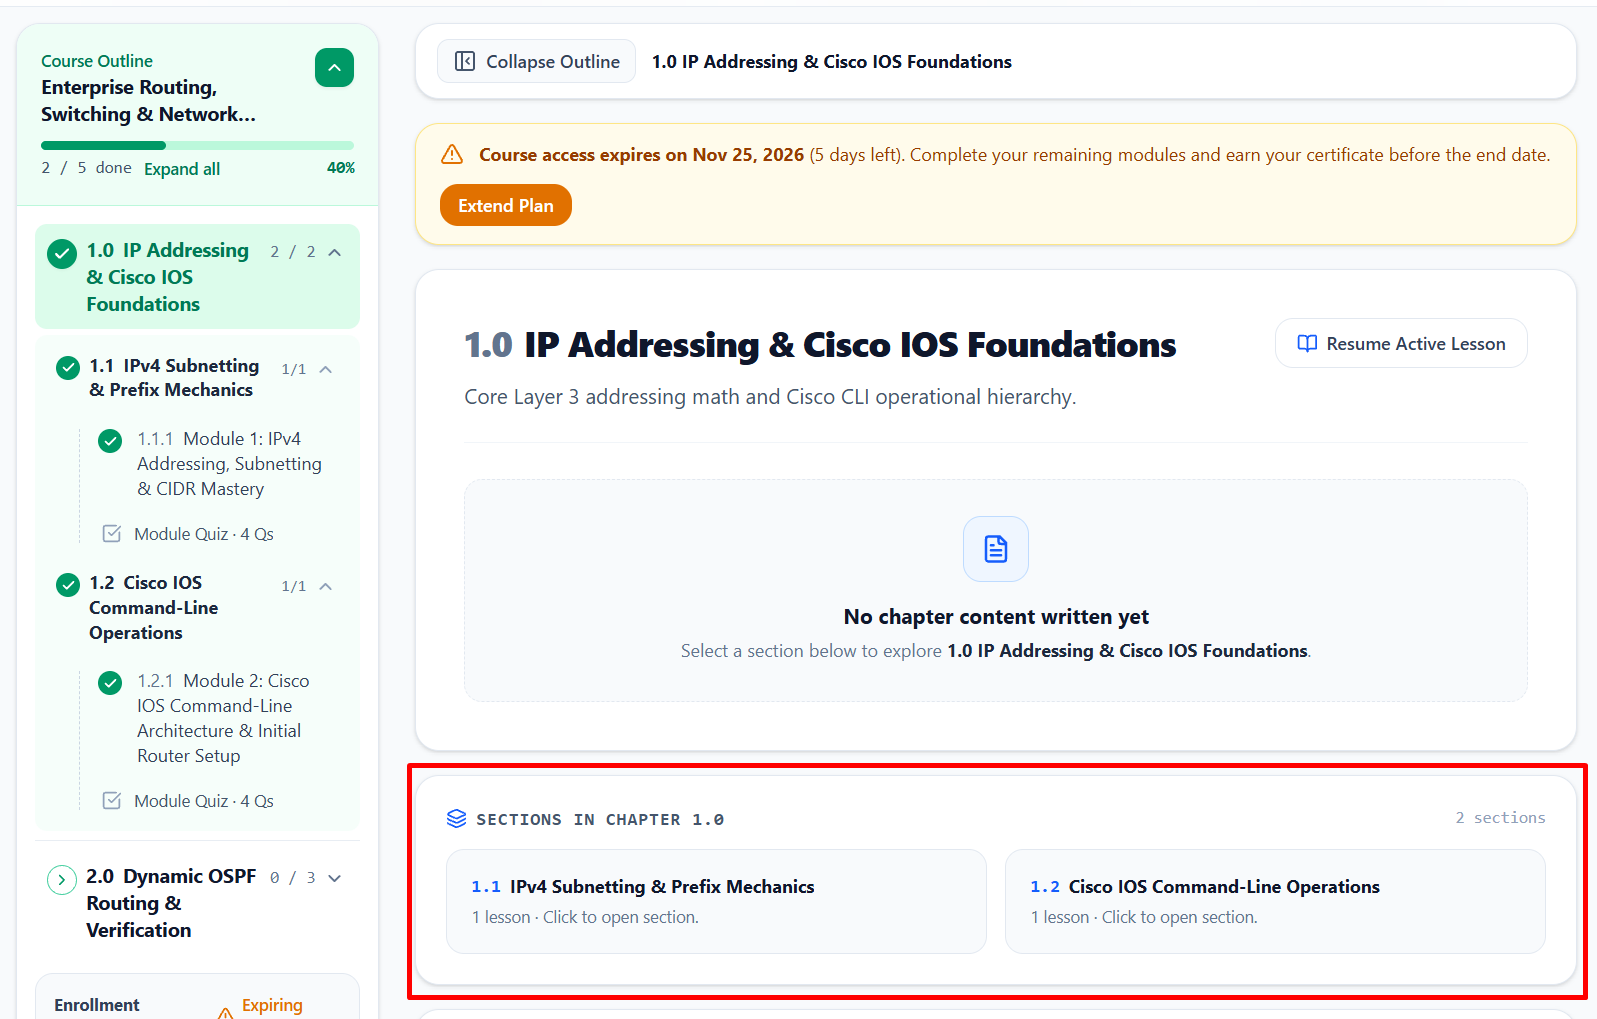 Course Outline
Enterprise Routing,
Switching & Network...
2 / 5 done Expand all 40%
1.0 IP Addressing 2 / 2
& Cisco IOS
Foundations
1.1 IPv4 Subnetting 1/1
& Prefix Mechanics
1.1.1 Module 1: IPv4
Addressing, Subnetting
& CIDR Mastery
Module Quiz · 4 Qs
1.2 Cisco IOS 1/1
Command-Line
Operations
1.2.1 Module 2: Cisco
IOS Command-Line
Architecture & Initial
Router Setup
Module Quiz · 4 Qs
2.0 Dynamic OSPF 0 / 3
Routing &
Verification
Enrollment Expiring
Collapse Outline 1.0 IP Addressing & Cisco IOS Foundations
Course access expires on Nov 25, 2026 (5 days left). Complete your remaining modules and earn your certificate before the end date.
Extend Plan
1.0 IP Addressing & Cisco IOS Foundations
Resume Active Lesson
Core Layer 3 addressing math and Cisco CLI operational hierarchy.
No chapter content written yet
Select a section below to explore 1.0 IP Addressing & Cisco IOS Foundations.
SECTIONS IN CHAPTER 1.0 2 sections
1.1 IPv4 Subnetting & Prefix Mechanics
1 lesson · Click to open section.
1.2 Cisco IOS Command-Line Operations
1 lesson · Click to open section.